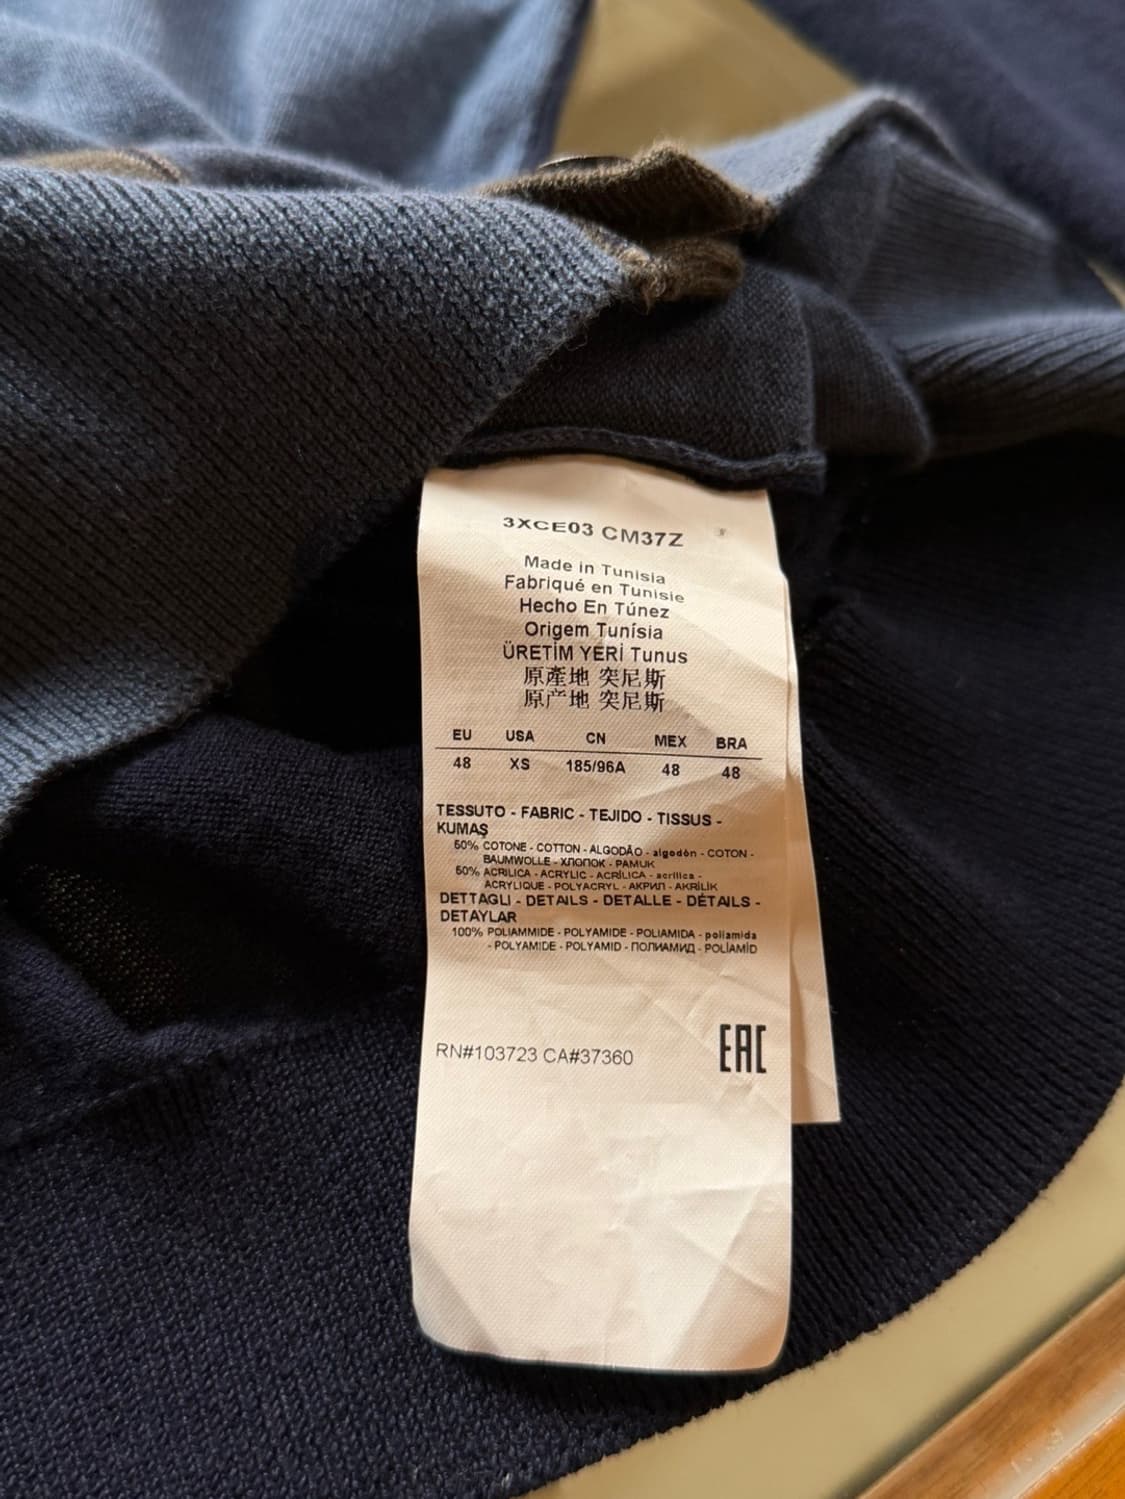 3XCE03 CM37Z
Made in Tunisia
Fabriqué en Tunisie
Hecho En Túnez
Origem Tunísia
ÜRETİM YERİ Tunus
原產地 突尼斯
原产地 突尼斯
EU USA CN MEX BRA
48 XS 185/96A 48 48
TESSUTO - FABRIC - TEJIDO - TISSUS -
KUMAŞ
50% COTONE - COTTON - ALGODÃO - algodón - COTON -
BAUMWOLLE - ХЛОПОК - PAMUK
50% ACRILICA - ACRYLIC - ACRÍLICA - acrílica -
ACRYLIQUE - POLYACRYL - АКРИЛ - AKRİLİK
DETTAGLI - DETAILS - DETALLE - DÉTAILS -
DETAYLAR
100% POLIAMMIDE - POLYAMIDE - POLIAMIDA - poliamida
- POLYAMIDE - POLYAMID - ПОЛИАМИД - POLİAMİD
RN#103723 CA#37360
EAC